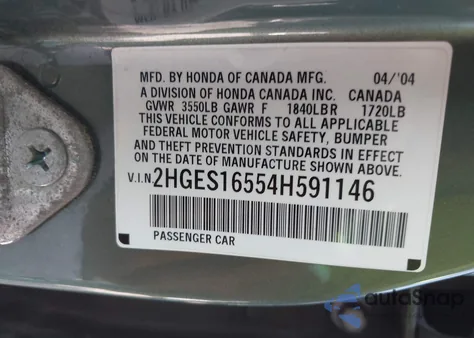 MFD. BY HONDA OF CANADA MFG. 04/'04
A DIVISION OF HONDA CANADA INC. CANADA
GVWR 3550LB GAWR F 1840LBR 1720LB
THIS VEHICLE CONFORMS TO ALL APPLICABLE
FEDERAL MOTOR VEHICLE SAFETY, BUMPER
AND THEFT PREVENTION STANDARDS IN EFFECT
ON THE DATE OF MANUFACTURE SHOWN ABOVE.
V.I.N. 2HGES16554H591146
PASSENGER CAR
autoSnap